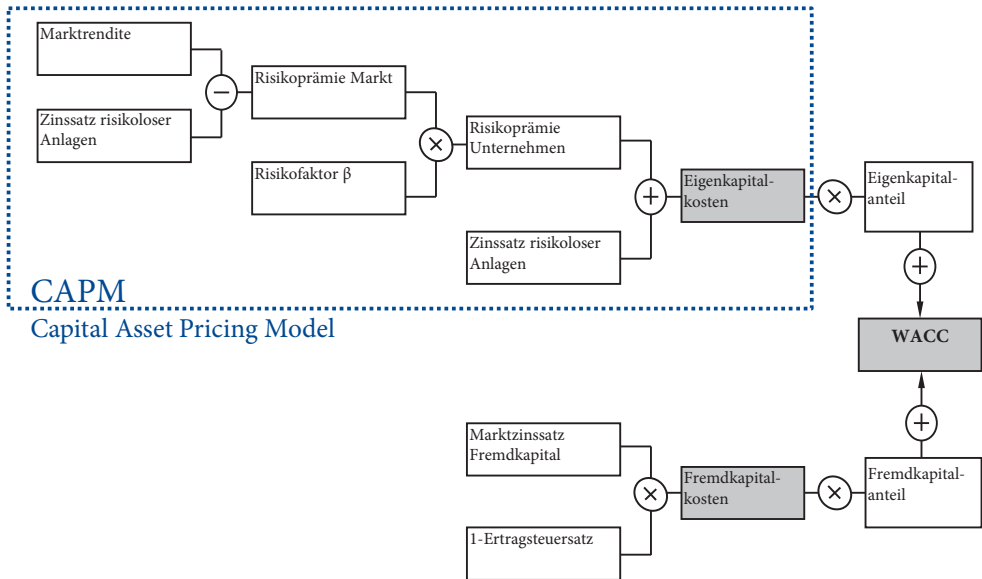 Marktrendite
Zinssatz risikoloser
Anlagen
−
Risikoprämie Markt
Risikofaktor β
×
Risikoprämie
Unternehmen
Zinssatz risikoloser
Anlagen
+
Eigenkapital-
kosten
×
Eigenkapital-
anteil
+
CAPM
Capital Asset Pricing Model
WACC
Marktzinssatz
Fremdkapital
1-Ertragsteuersatz
×
Fremdkapital-
kosten
×
Fremdkapital-
anteil
+